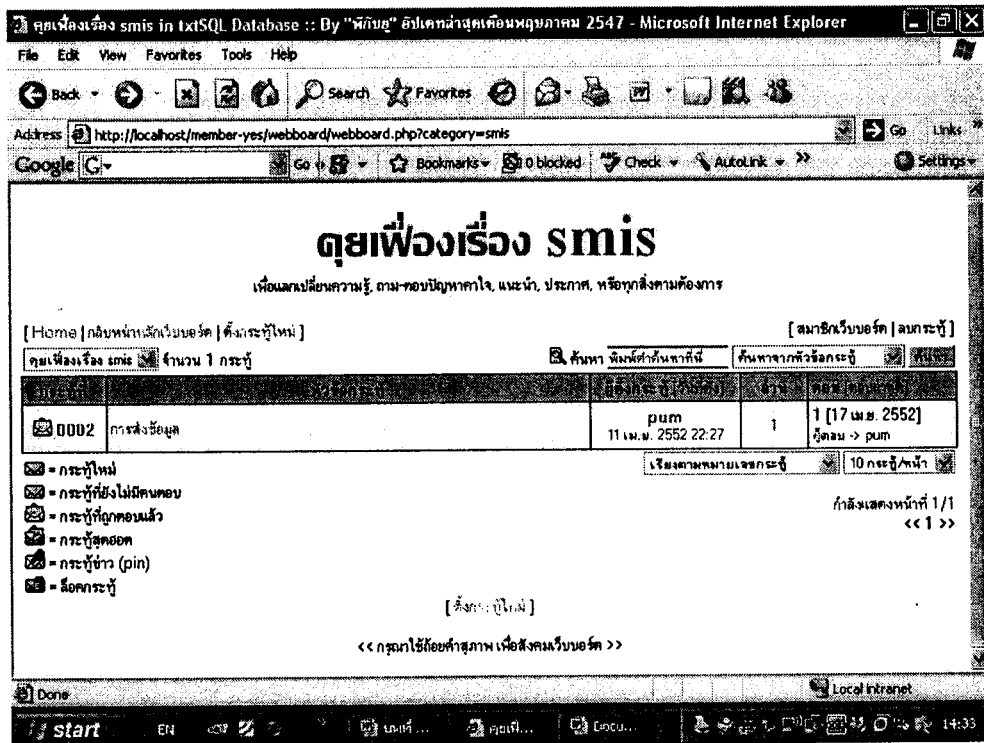 คุยเฟื่องเรื่อง smis in txtSQL Database :: By "พีกับยู" อัปเดทล่าสุดเดือนพฤษภาคม 2547 - Microsoft Internet Explorer
File Edit View Favorites Tools Help
Back Search Favorites
Address http://localhost/member-yes/webboard/webboard.php?category=smis Go Links »
Google G Go Bookmarks 0 blocked Check AutoLink » Settings
คุยเฟื่องเรื่อง smis
เพื่อแลกเปลี่ยนความรู้, ถาม-ตอบปัญหาคาใจ, แนะนำ, ประกาศ, หรือทุกสิ่งตามต้องการ
[ Home | กลับหน้าหลักเว็บบอร์ด | ตั้งกระทู้ใหม่ ] [ สมาชิกเว็บบอร์ด | ลบกระทู้ ]
คุยเฟื่องเรื่อง smis จำนวน 1 กระทู้ ค้นหา พิมพ์คำค้นหาที่นี่ ค้นหาจากหัวข้อกระทู้ ค้นหา
หัวข้อกระทู้ อ่าน
0002 การส่งข้อมูล pum 1 1 [17 เม.ย. 2552]
11 เม.ย. 2552 22:27 ผู้ตอบ -> pum
= กระทู้ใหม่ เรียงตามหมายเลขกระทู้ 10 กระทู้/หน้า
= กระทู้ที่ยังไม่มีคนตอบ
= กระทู้ที่ถูกตอบแล้ว กำลังแสดงหน้าที่ 1/1
= กระทู้สุดฮอต << 1 >>
= กระทู้ข่าว (pin)
= ล็อคกระทู้
[ ตั้งกระทู้ใหม่ ]
<< กรุณาใช้ถ้อยคำสุภาพ เพื่อสังคมเว็บบอร์ด >>
Done Local intranet
start EN Docu... 14:33